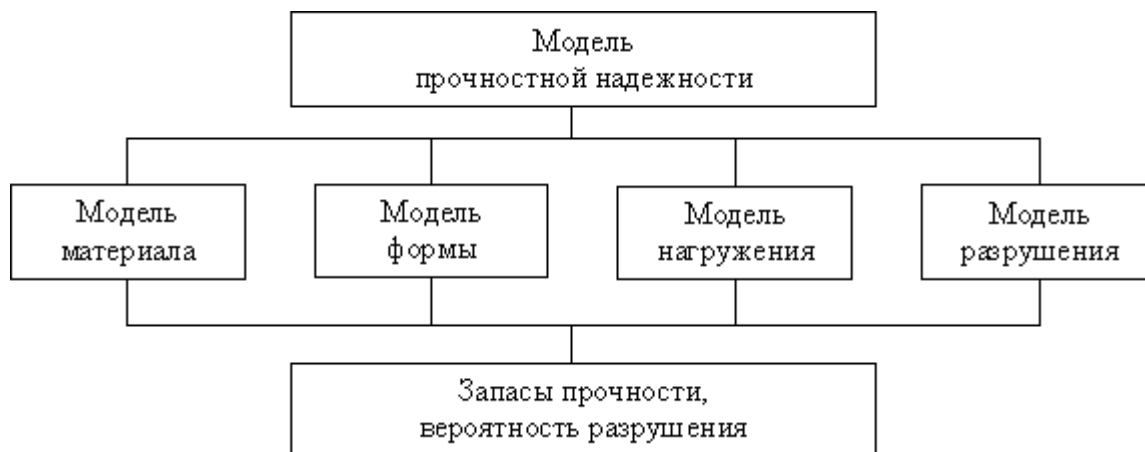 Модель
прочностной надежности
Модель
материала
Модель
формы
Модель
нагружения
Модель
разрушения
Запасы прочности,
вероятность разрушения